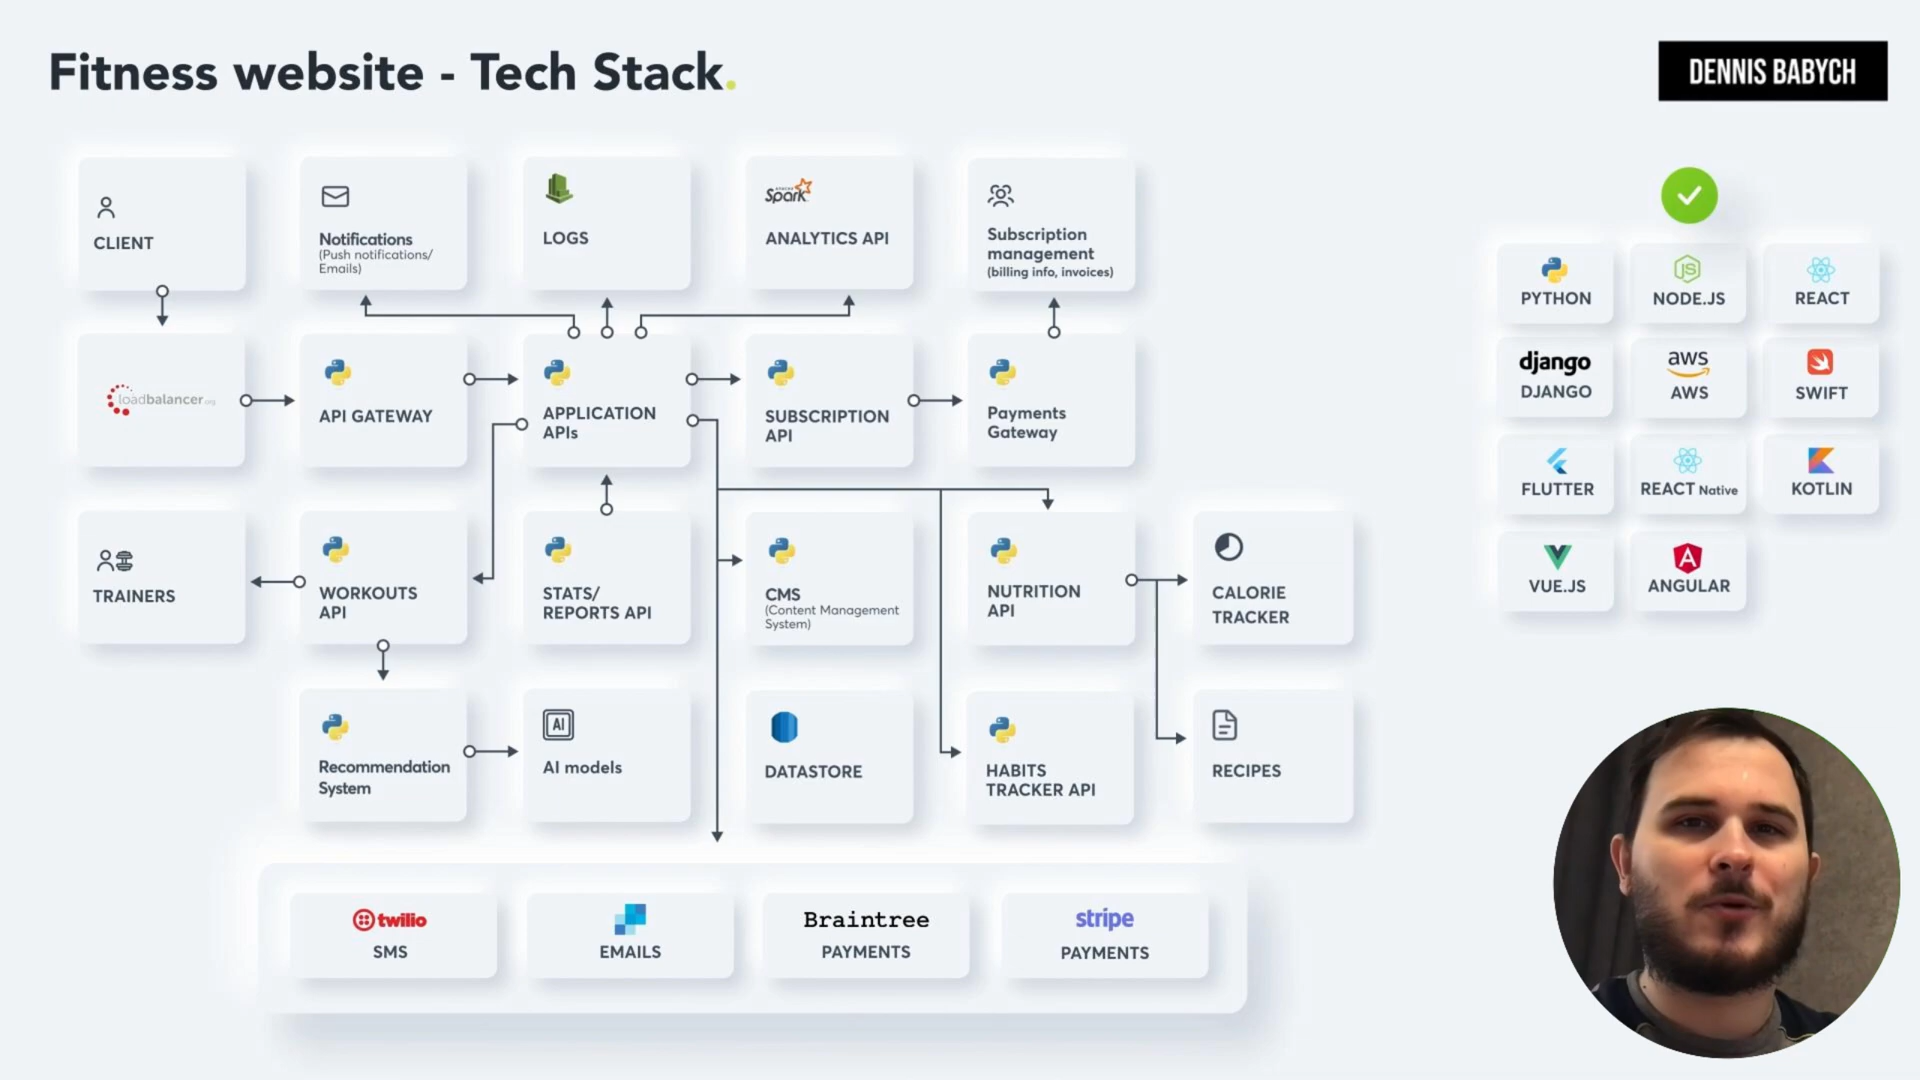 Fitness website - Tech Stack.
DENNIS BABYCH
CLIENT
Notifications
(Push notifications/
Emails)
LOGS
APACHE
Spark
ANALYTICS API
Subscription
management
(billing info, invoices)
loadbalancer.org
API GATEWAY
APPLICATION
APIs
SUBSCRIPTION
API
Payments
Gateway
TRAINERS
WORKOUTS
API
STATS/
REPORTS API
CMS
(Content Management
System)
NUTRITION
API
CALORIE
TRACKER
Recommendation
System
AI
AI models
DATASTORE
HABITS
TRACKER API
RECIPES
twilio
SMS
EMAILS
Braintree
PAYMENTS
stripe
PAYMENTS
PYTHON
JS
NODE.JS
REACT
django
DJANGO
aws
AWS
SWIFT
FLUTTER
REACT Native
KOTLIN
VUE.JS
A
ANGULAR